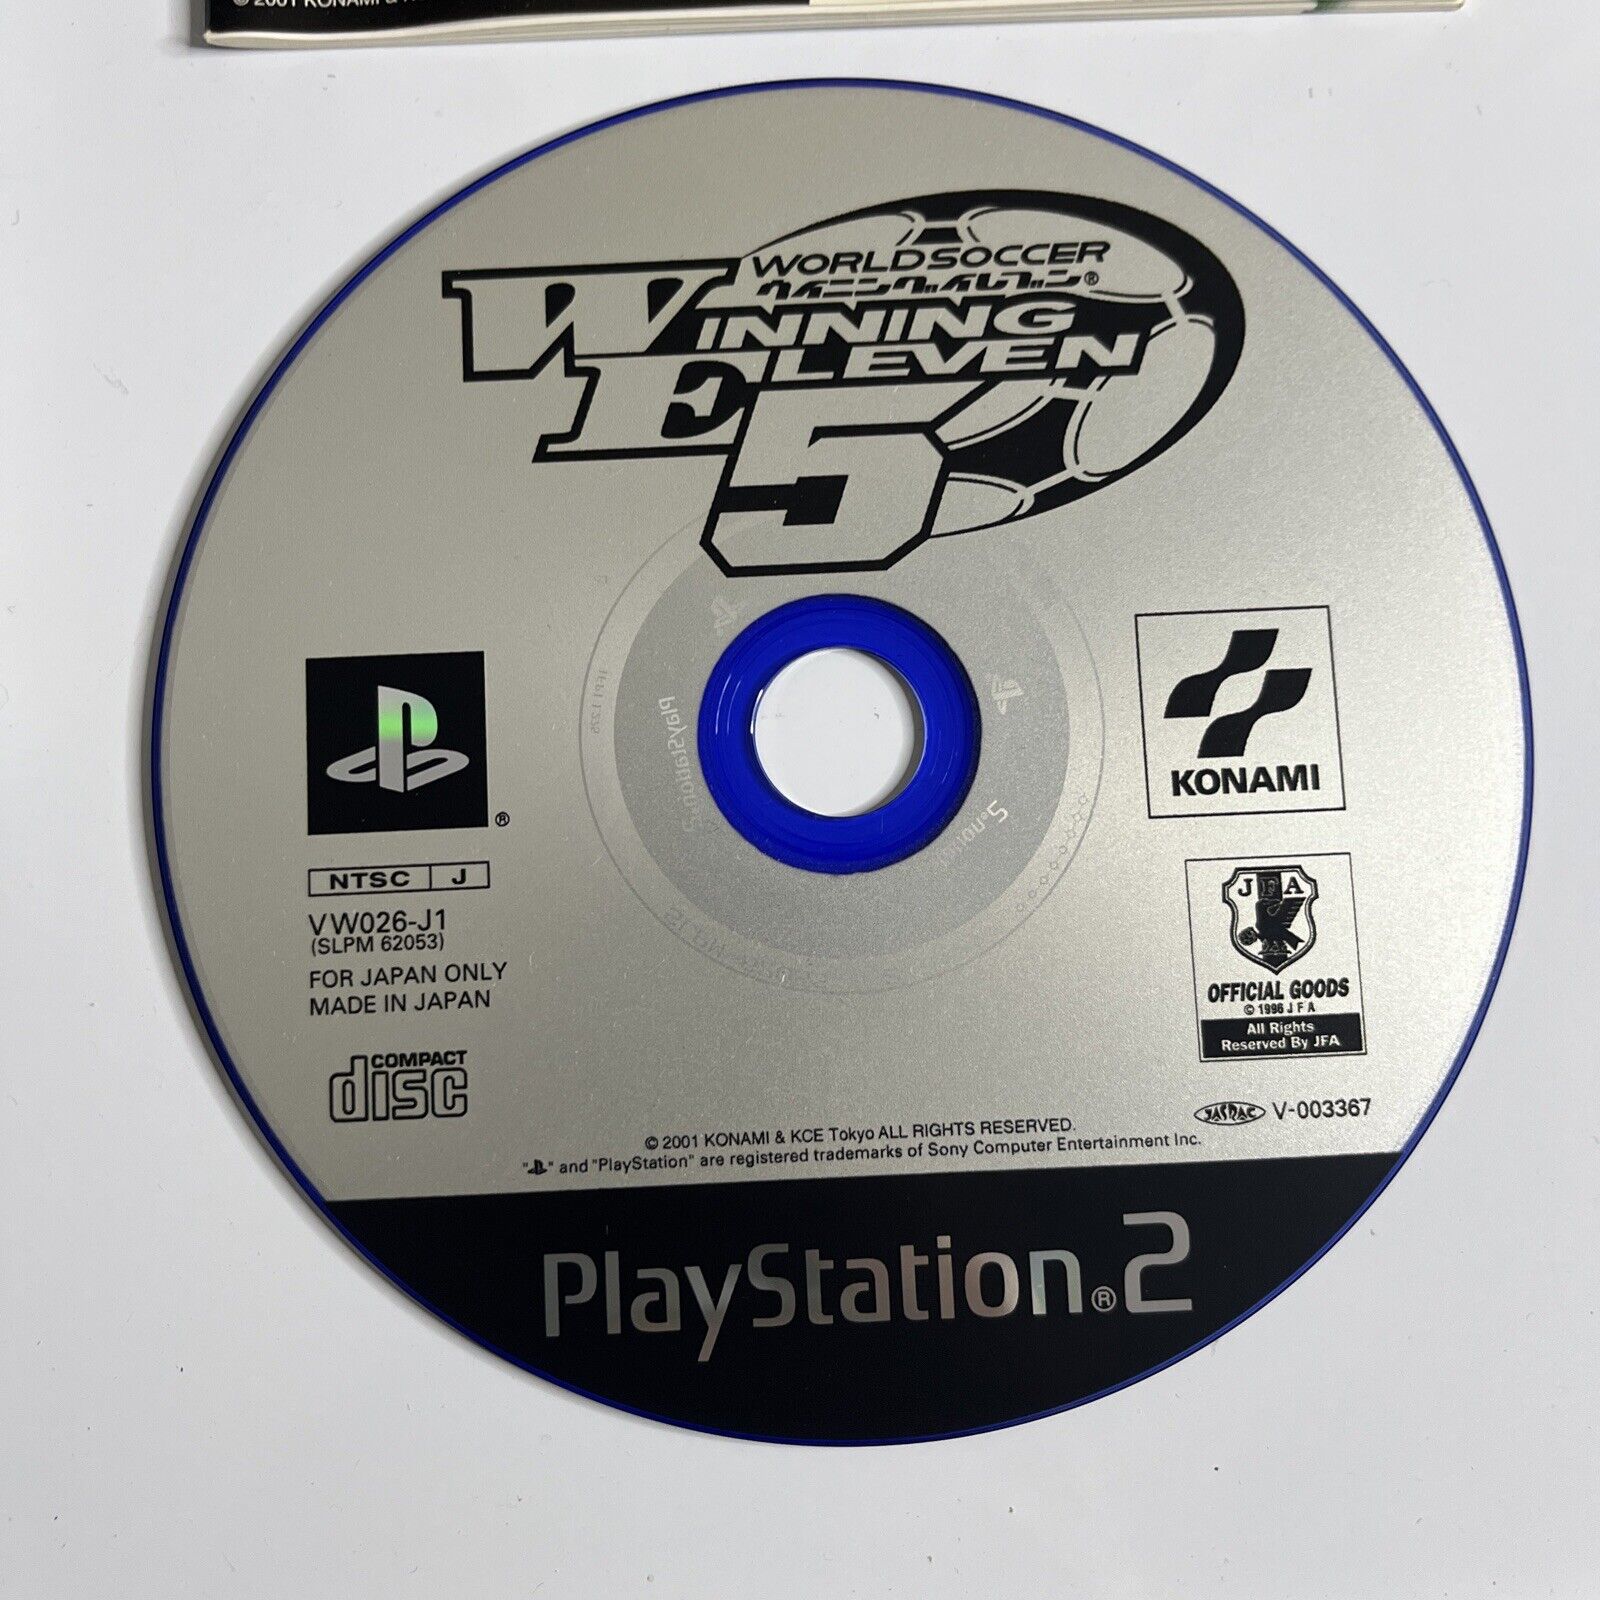 © 2001 KONAMI &
WORLD SOCCER
ウイニングイレブン®
WINNING
ELEVEN
5
®
KONAMI
NTSC J
VW026-J1
(SLPM 62053)
FOR JAPAN ONLY
MADE IN JAPAN
COMPACT
disc
JFA
OFFICIAL GOODS
© 1996 J F A
All Rights
Reserved By JFA
JASRAC V-003367
© 2001 KONAMI & KCE Tokyo ALL RIGHTS RESERVED.
" " and "PlayStation" are registered trademarks of Sony Computer Entertainment Inc.
PlayStation®2